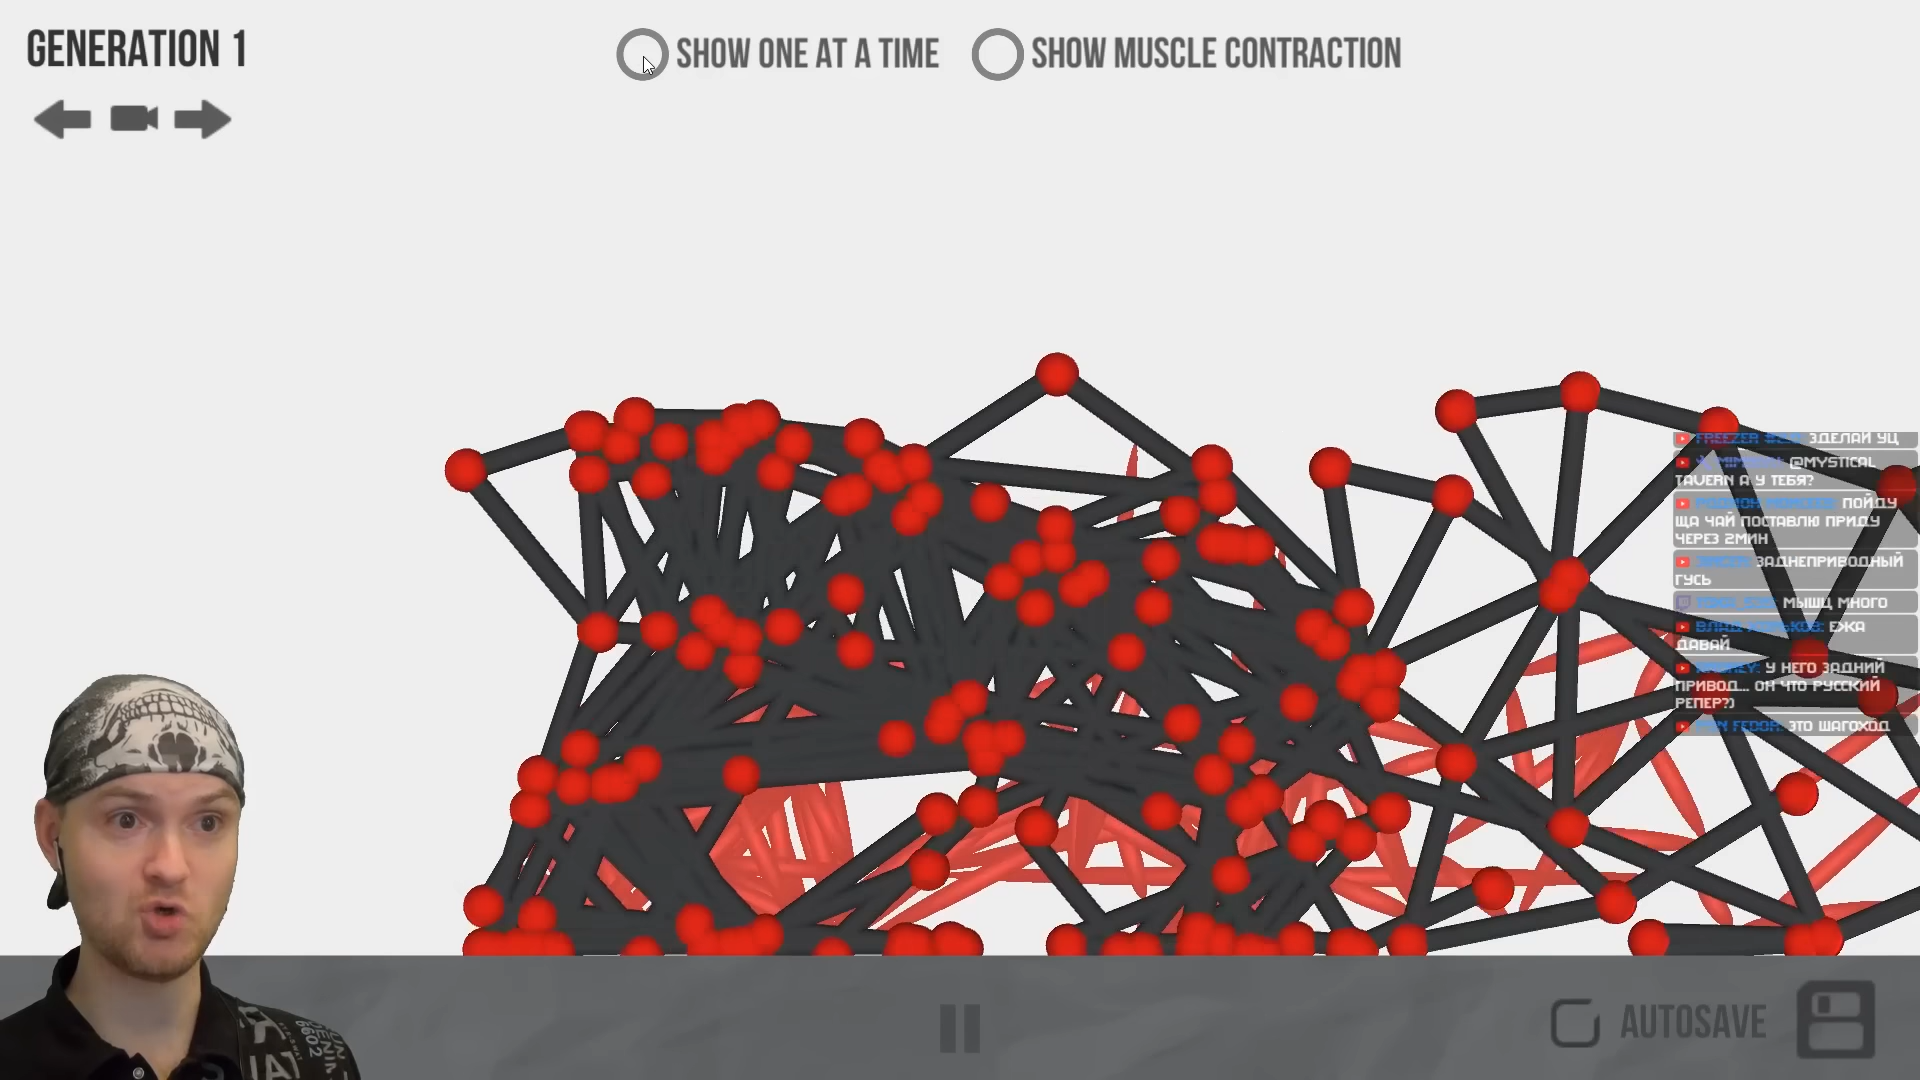 GENERATION 1
SHOW ONE AT A TIME
SHOW MUSCLE CONTRACTION
ЗДЕЛАЙ УЦ
@MYSTICAL
TAVERN А У ТЕБЯ?
ПОЙДУ
ЩА ЧАЙ ПОСТАВЛЮ ПРИДУ
ЧЕРЕЗ 2МИН
ЗАДНЕПРИВОДНЫЙ
ГУСЬ
МЫШЦ МНОГО
ЕЖА
ДАВАЙ
У НЕГО ЗАДНИЙ
ПРИВОД... ОН ЧТО РУССКИЙ
РЕПЕР?)
ЭТО ШАГОХОД
AUTOSAVE